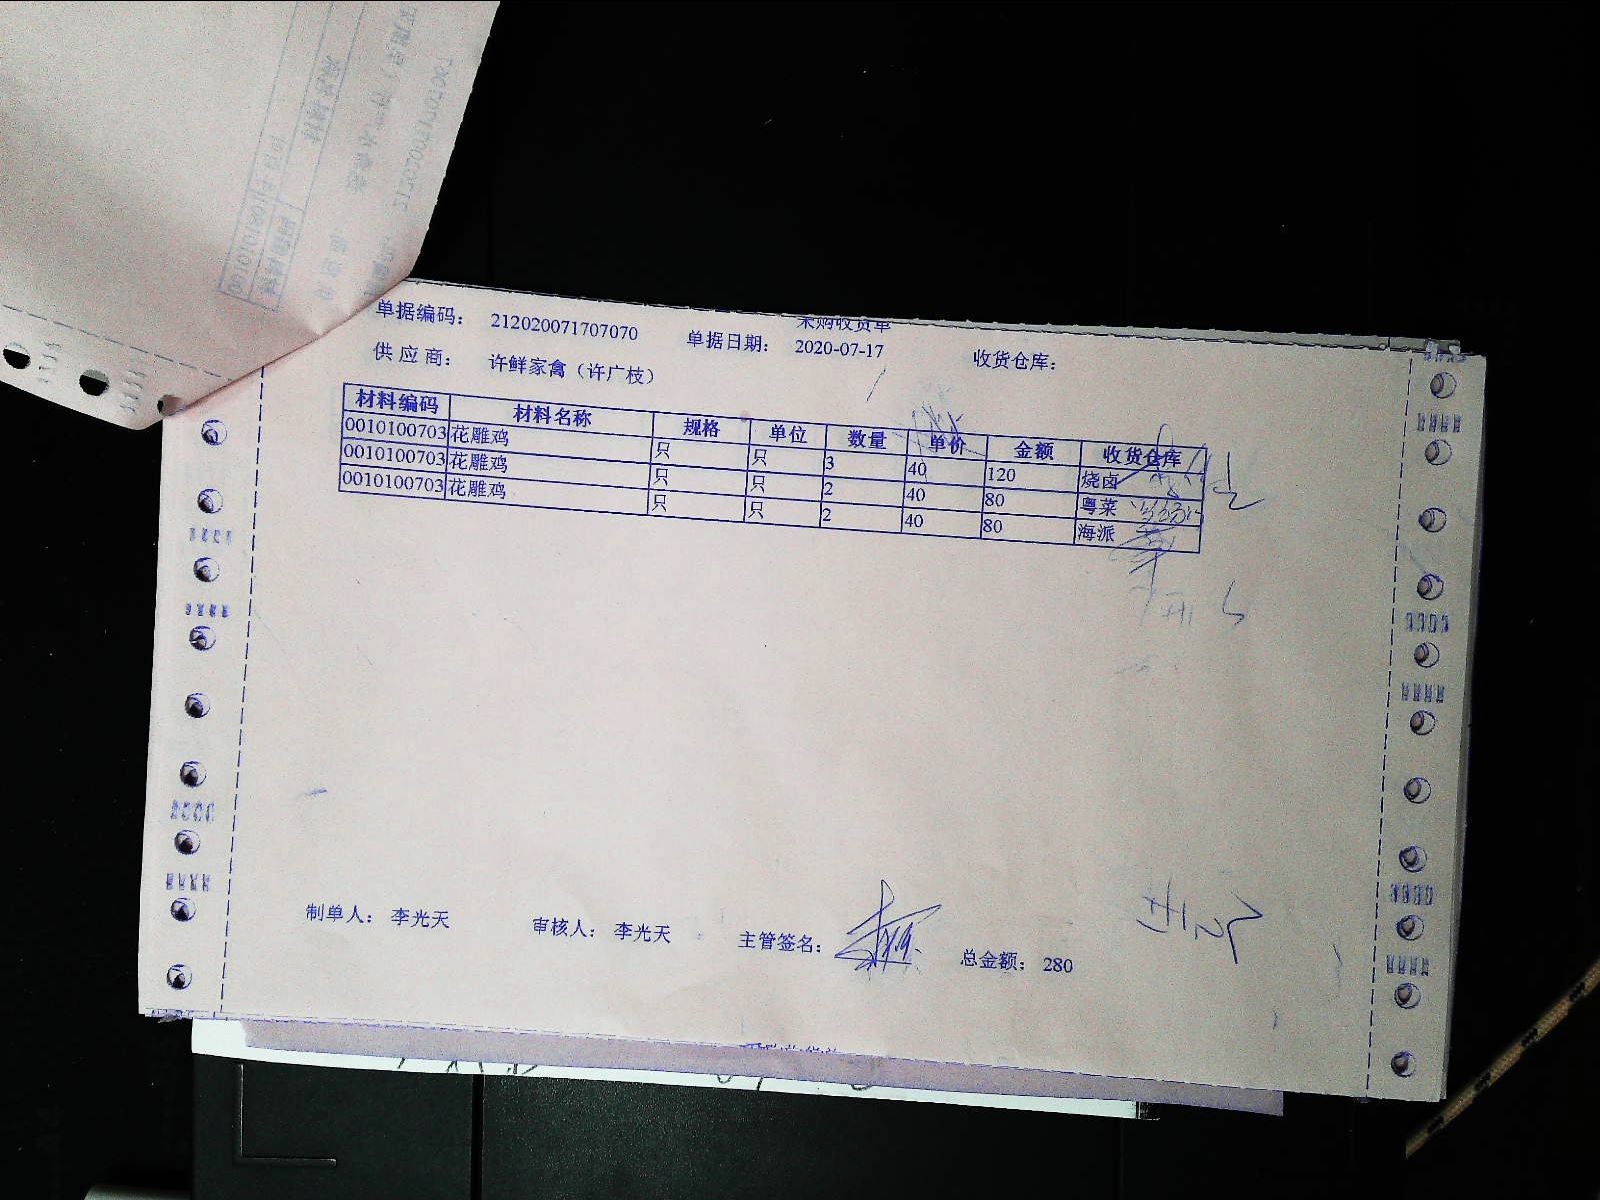 采购收货单
单据编码： 212020071707070 单据日期： 2020-07-17 收货仓库：
供应商： 许鲜家禽（许广枝）
材料编码 材料名称 规格 单位 数量 单价 金额 收货仓库
0010100703 花雕鸡 只 只 3 40 120 烧卤
0010100703 花雕鸡 只 只 2 40 80 粤菜
0010100703 花雕鸡 只 只 2 40 80 海派
制单人： 李光天 审核人： 李光天 主管签名： 总金额： 280